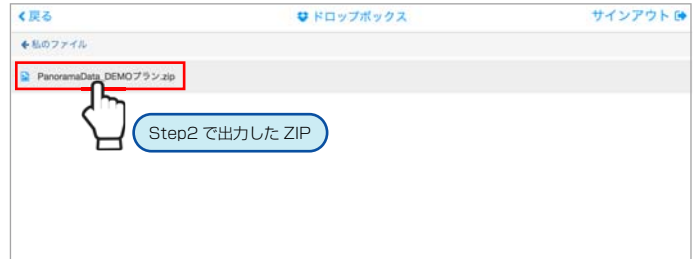 戻る ドロップボックス サインアウト
私のファイル
PanoramaData_DEMOプラン.zip
Step2 で出力した ZIP